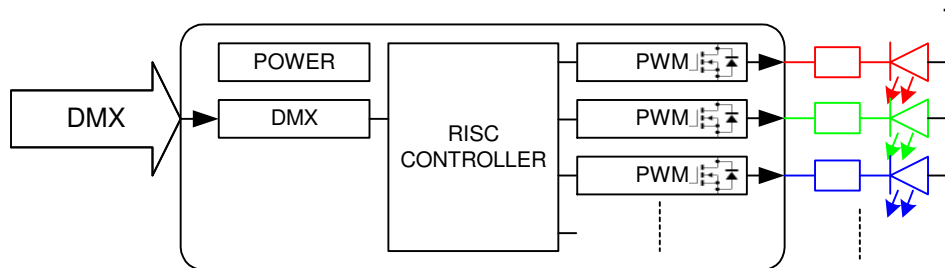 DMX
POWER
DMX
RISC
CONTROLLER
PWM
PWM
PWM